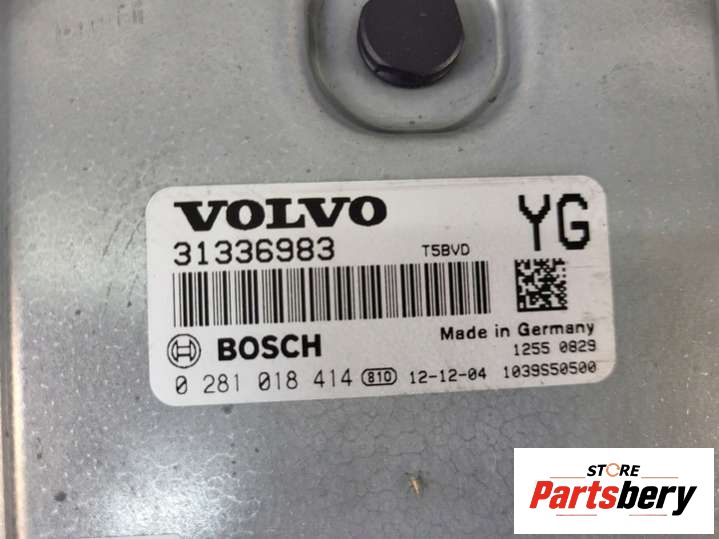 VOLVO
YG
31336983 T5BVD
BOSCH
Made in Germany
1255 0829
0 281 018 414 810 12-12-04 1039S50500
STORE
Partsbery